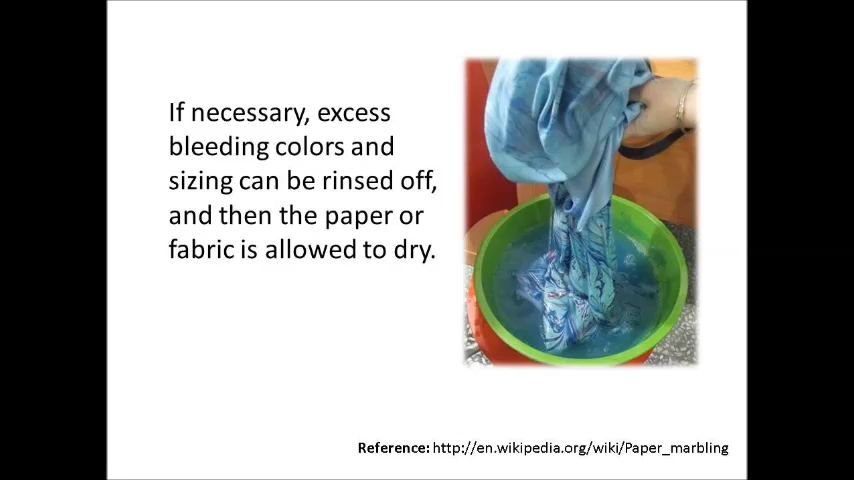 If necessary, excess
bleeding colors and
sizing can be rinsed off,
and then the paper or
fabric is allowed to dry.
Reference: http://en.wikipedia.org/wiki/Paper_marbling